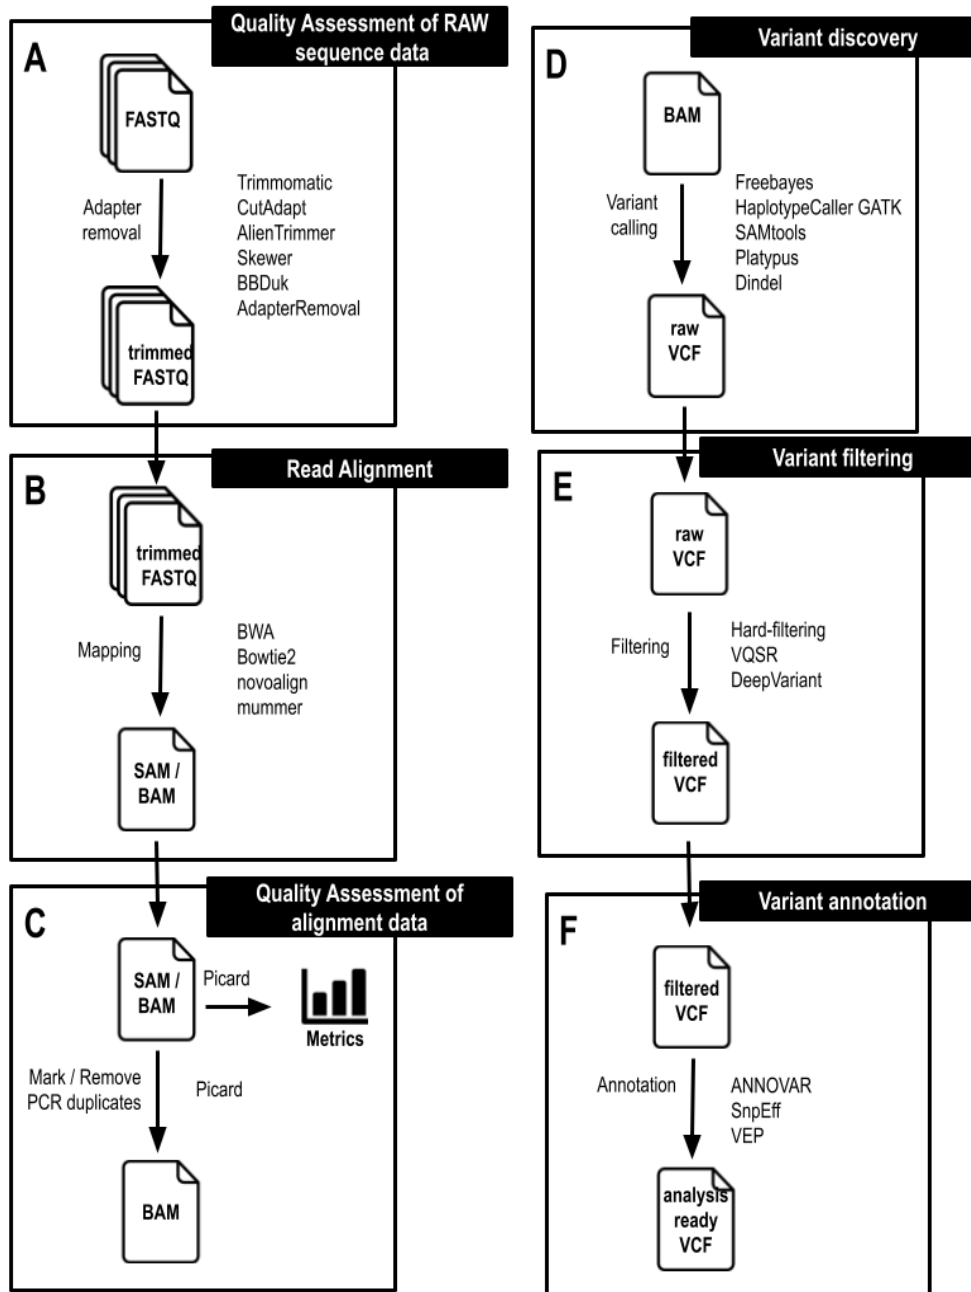 Quality Assessment of RAW
sequence data
A
FASTQ
Adapter
removal
Trimmomatic
CutAdapt
AlienTrimmer
Skewer
BBDuk
AdapterRemoval
trimmed
FASTQ
Read Alignment
B
trimmed
FASTQ
Mapping
BWA
Bowtie2
novoalign
mummer
SAM /
BAM
Quality Assessment of
alignment data
C
SAM /
BAM
Picard
Metrics
Mark / Remove
PCR duplicates
Picard
BAM
Variant discovery
D
BAM
Variant
calling
Freebayes
HaplotypeCaller GATK
SAMtools
Platypus
Dindel
raw
VCF
Variant filtering
E
raw
VCF
Filtering
Hard-filtering
VQSR
DeepVariant
filtered
VCF
Variant annotation
F
filtered
VCF
Annotation
ANNOVAR
SnpEff
VEP
analysis
ready
VCF